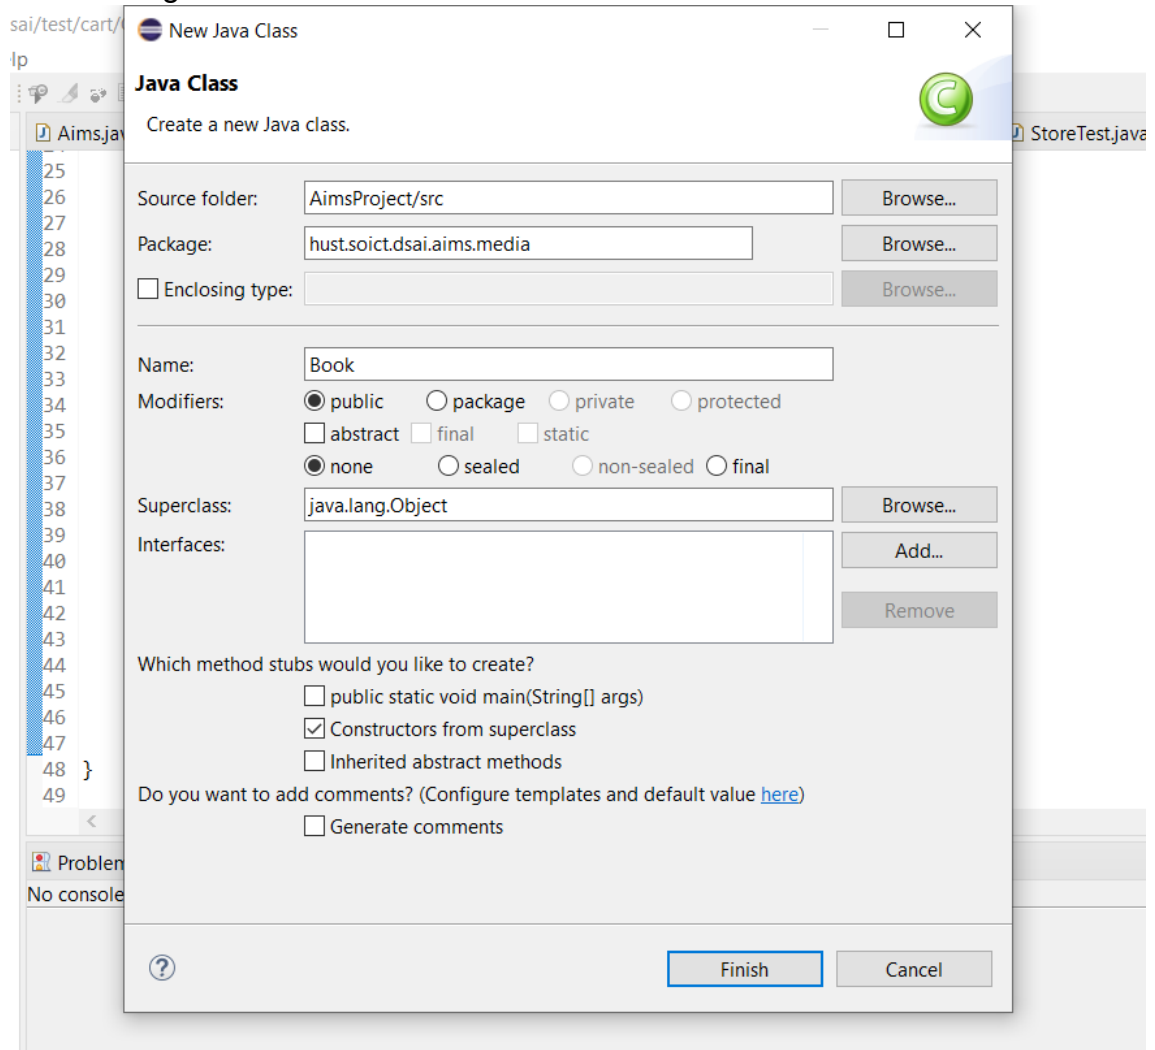 sai/test/cart/
New Java Class
lp
Java Class
Create a new Java class.
Aims.jav
StoreTest.java
25
26
27
28
29
30
31
32
33
34
35
36
37
38
39
40
41
42
43
44
45
46
47
48 }
49
Source folder: AimsProject/src Browse...
Package: hust.soict.dsai.aims.media Browse...
Enclosing type: Browse...
Name: Book
Modifiers: public package private protected
abstract final static
none sealed non-sealed final
Superclass: java.lang.Object Browse...
Interfaces: Add...
Remove
Which method stubs would you like to create?
public static void main(String[] args)
Constructors from superclass
Inherited abstract methods
Do you want to add comments? (Configure templates and default value here)
Generate comments
Problem
No console
? Finish Cancel